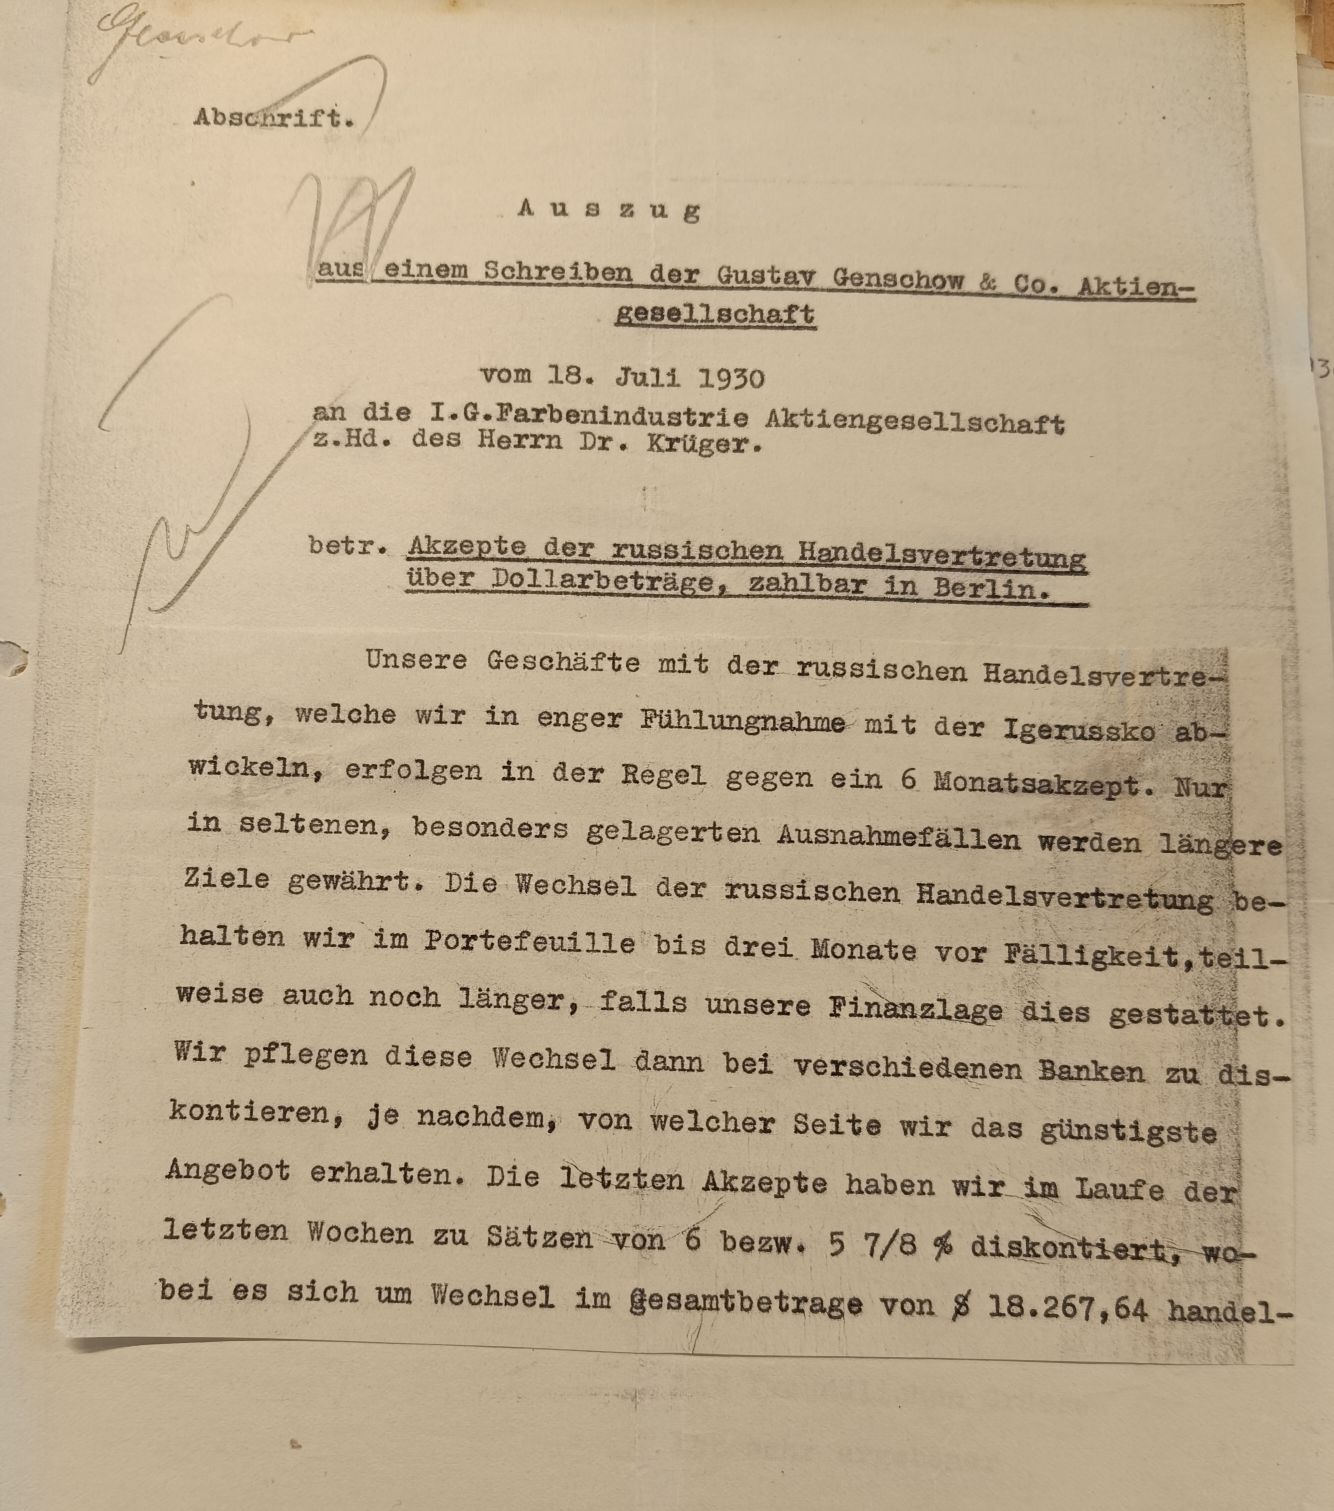 Genschow
Abschrift.
A u s z u g
aus einem Schreiben der Gustav Genschow & Co. Aktien-
gesellschaft
vom 18. Juli 1930
an die I.G.Farbenindustrie Aktiengesellschaft
z.Hd. des Herrn Dr. Krüger.
betr. Akzepte der russischen Handelsvertretung
über Dollarbeträge, zahlbar in Berlin.
Unsere Geschäfte mit der russischen Handelsvertre-
tung, welche wir in enger Fühlungnahme mit der Igerussko ab-
wickeln, erfolgen in der Regel gegen ein 6 Monatsakzept. Nur
in seltenen, besonders gelagerten Ausnahmefällen werden längere
Ziele gewährt. Die Wechsel der russischen Handelsvertretung be-
halten wir im Portefeuille bis drei Monate vor Fälligkeit,teil-
weise auch noch länger, falls unsere Finanzlage dies gestattet.
Wir pflegen diese Wechsel dann bei verschiedenen Banken zu dis-
kontieren, je nachdem, von welcher Seite wir das günstigste
Angebot erhalten. Die letzten Akzepte haben wir im Laufe der
letzten Wochen zu Sätzen von 6 bezw. 5 7/8 % diskontiert, wo-
bei es sich um Wechsel im Gesamtbetrage von $ 18.267,64 handel-